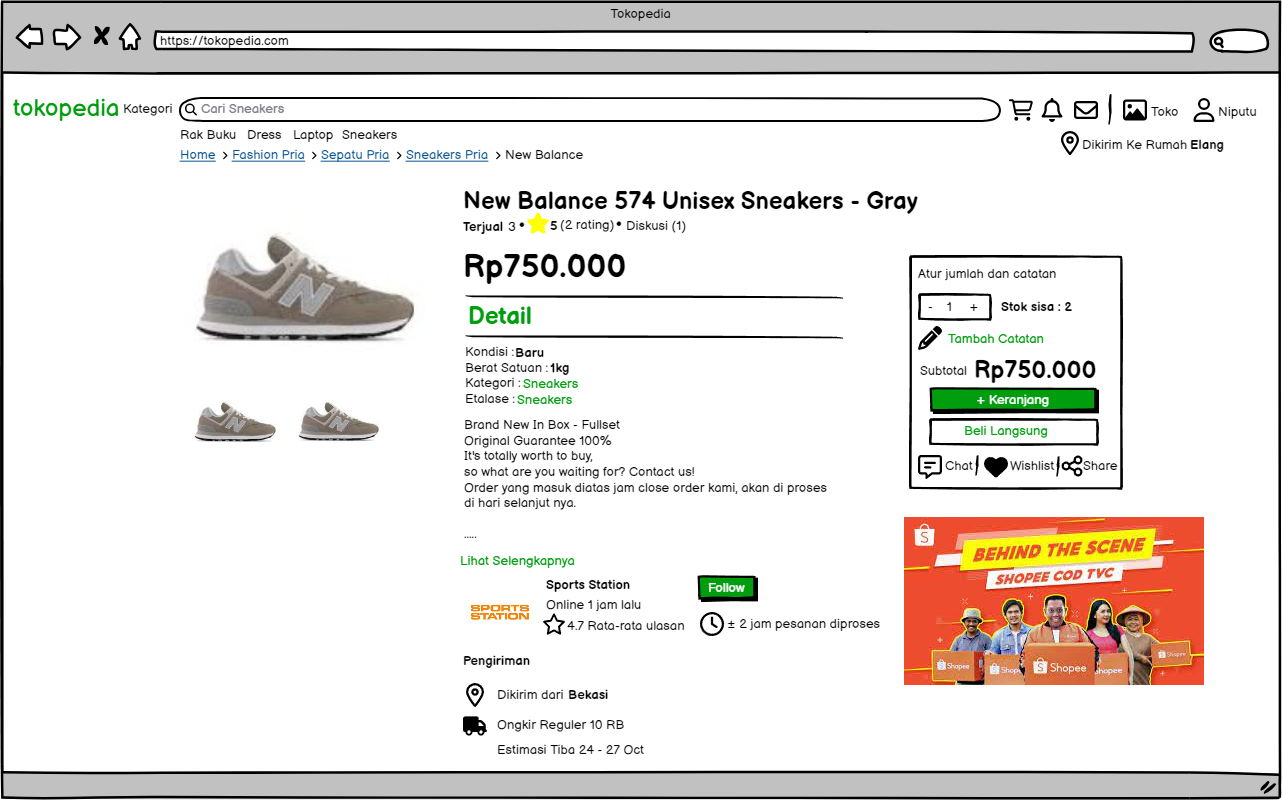 Tokopedia
https://tokopedia.com
tokopedia Kategori Cari Sneakers Toko Niputu
Rak Buku Dress Laptop Sneakers
Dikirim Ke Rumah Elang
Home > Fashion Pria > Sepatu Pria > Sneakers Pria > New Balance
New Balance 574 Unisex Sneakers - Gray
Terjual 3 • 5 (2 rating) • Diskusi (1)
Rp750.000
Detail
Kondisi : Baru
Berat Satuan : 1kg
Kategori : Sneakers
Etalase : Sneakers
Brand New In Box - Fullset
Original Guarantee 100%
It's totally worth to buy,
so what are you waiting for? Contact us!
Order yang masuk diatas jam close order kami, akan di proses
di hari selanjut nya.
.....
Lihat Selengkapnya
SPORTS
STATION
Sports Station
Online 1 jam lalu
4.7 Rata-rata ulasan
Follow
± 2 jam pesanan diproses
Pengiriman
Dikirim dari Bekasi
Ongkir Reguler 10 RB
Estimasi Tiba 24 - 27 Oct
Atur jumlah dan catatan
- 1 + Stok sisa : 2
Tambah Catatan
Subtotal Rp750.000
+ Keranjang
Beli Langsung
Chat Wishlist Share
BEHIND THE SCENE
SHOPEE COD TVC
Shopee Shopee Shopee Shopee Shopee